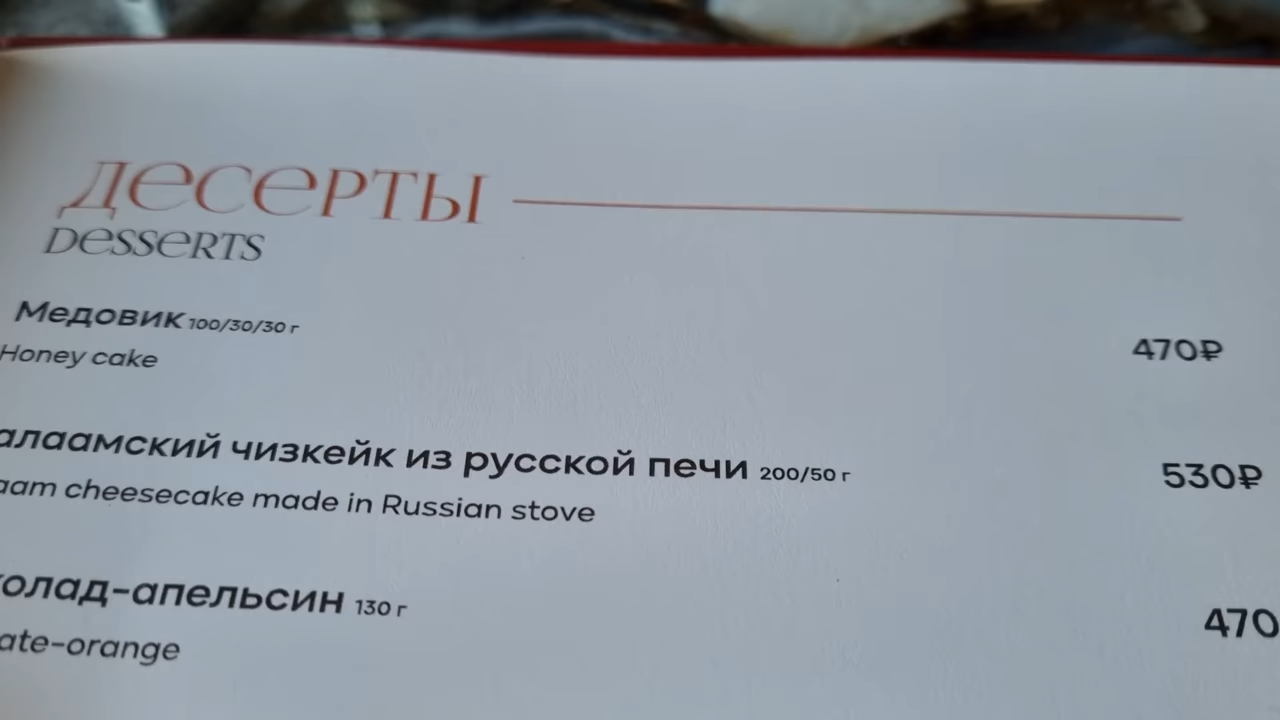 Десерты
Desserts
Медовик 100/30/30 г 470₽
Honey cake
алаамский чизкейк из русской печи 200/50 г 530₽
aam cheesecake made in Russian stove
олад-апельсин 130 г 470
ate-orange